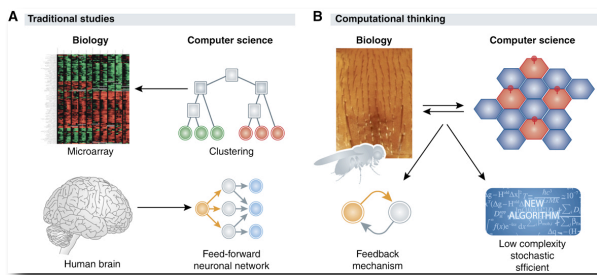 A Traditional studies
Biology
Computer science
Microarray
Clustering
Human brain
Feed-forward
neuronal network
B Computational thinking
Biology
Computer science
Feedback
mechanism
NEW
ALGORITHM
Low complexity
stochastic
sfficient